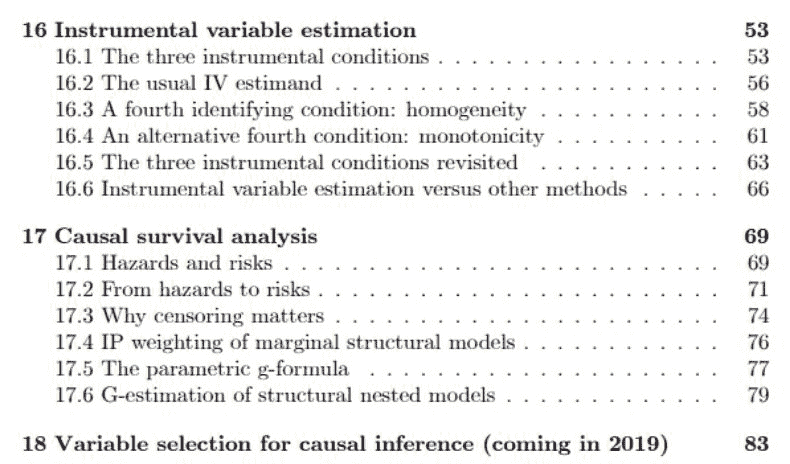 16 Instrumental variable estimation 53
16.1 The three instrumental conditions . . . . . . . . . . . . . . . . . 53
16.2 The usual IV estimand . . . . . . . . . . . . . . . . . . . . . . . 56
16.3 A fourth identifying condition: homogeneity . . . . . . . . . . . 58
16.4 An alternative fourth condition: monotonicity . . . . . . . . . . 61
16.5 The three instrumental conditions revisited . . . . . . . . . . . 63
16.6 Instrumental variable estimation versus other methods . . . . . 66
17 Causal survival analysis 69
17.1 Hazards and risks . . . . . . . . . . . . . . . . . . . . . . . . . 69
17.2 From hazards to risks . . . . . . . . . . . . . . . . . . . . . . . . 71
17.3 Why censoring matters . . . . . . . . . . . . . . . . . . . . . . . 74
17.4 IP weighting of marginal structural models . . . . . . . . . . . . 76
17.5 The parametric g-formula . . . . . . . . . . . . . . . . . . . . . 77
17.6 G-estimation of structural nested models . . . . . . . . . . . . . 79
18 Variable selection for causal inference (coming in 2019) 83